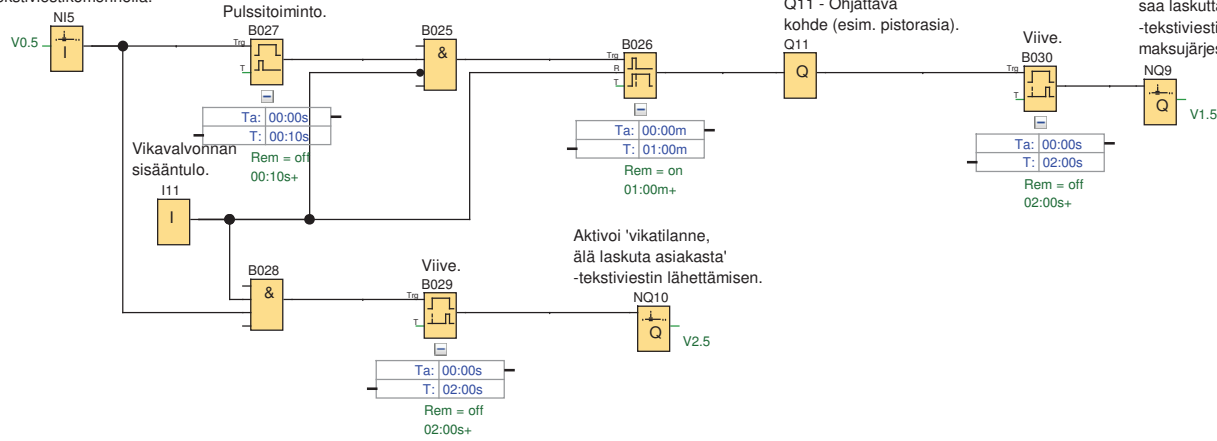 NI5
I
V0.5
Pulssitoiminto.
B027
Trg
T
Ta: 00:00s
T: 00:10s
Rem = off
00:10s+
B025
&
B026
Trg
R
T
Ta: 00:00m
T: 01:00m
Rem = on
01:00m+
Q11 - Ohjattava
kohde (esim. pistorasia).
Q11
Q
Viive.
B030
Trg
T
Ta: 00:00s
T: 02:00s
Rem = off
02:00s+
-tekstiviesti
NQ9
Q
V1.5
Vikavalvonnan
sisääntulo.
I11
I
B028
&
Viive.
B029
Trg
T
Ta: 00:00s
T: 02:00s
Rem = off
02:00s+
Aktivoi 'vikatilanne,
älä laskuta asiakasta'
-tekstiviestin lähettämisen.
NQ10
Q
V2.5